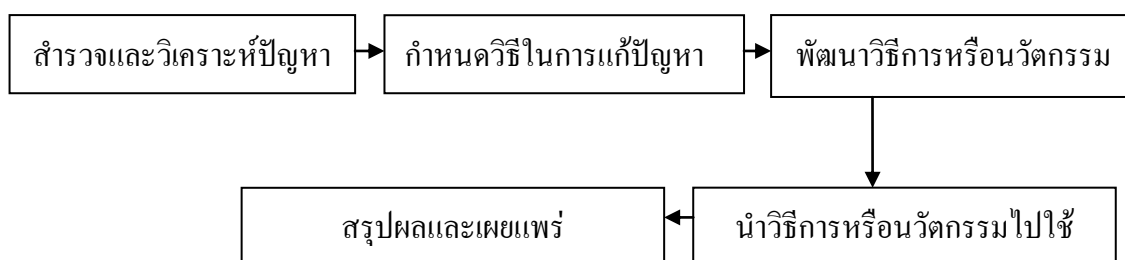 สำรวจและวิเคราะห์ปัญหา
กำหนดวิธีในการแก้ปัญหา
พัฒนาวิธีการหรือนวัตกรรม
นำวิธีการหรือนวัตกรรมไปใช้
สรุปผลและเผยแพร่